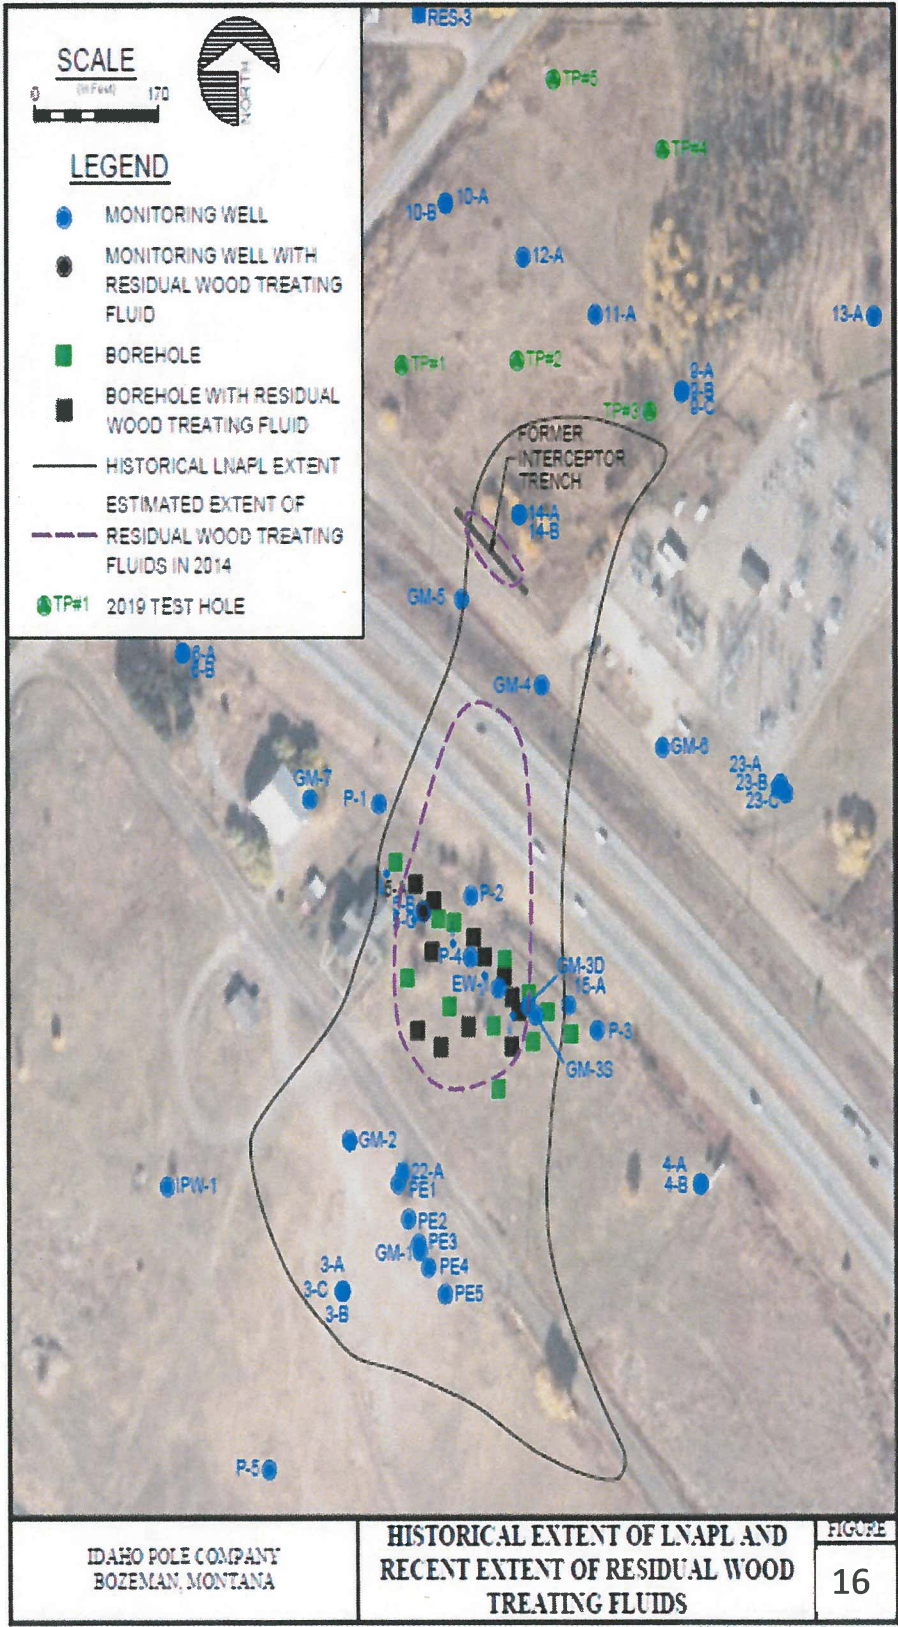 SCALE
(in Feet)
0 170
NORTH
LEGEND
MONITORING WELL
MONITORING WELL WITH
RESIDUAL WOOD TREATING
FLUID
BOREHOLE
BOREHOLE WITH RESIDUAL
WOOD TREATING FLUID
HISTORICAL LNAPL EXTENT
ESTIMATED EXTENT OF
RESIDUAL WOOD TREATING
FLUIDS IN 2014
TP#1 2019 TEST HOLE
RES-3
TP#5
TP#4
10-A
10-B
12-A
11-A
13-A
TP#1
TP#2
9-A
9-B
9-C
TP#3
FORMER
INTERCEPTOR
TRENCH
14-A
14-B
GM-5
6-A
6-B
GM-4
GM-6
23-A
23-B
23-C
GM-7
P-1
P-2
5-B
P-4
GM-3D
EW-1
15-A
P-3
GM-3S
GM-2
22-A
PE1
IPW-1
4-A
4-B
PE2
PE3
GM-1
PE4
3-A
3-C
3-B
PE5
P-5
IDAHO POLE COMPANY
BOZEMAN, MONTANA
HISTORICAL EXTENT OF LNAPL AND
RECENT EXTENT OF RESIDUAL WOOD
TREATING FLUIDS
FIGURE
16